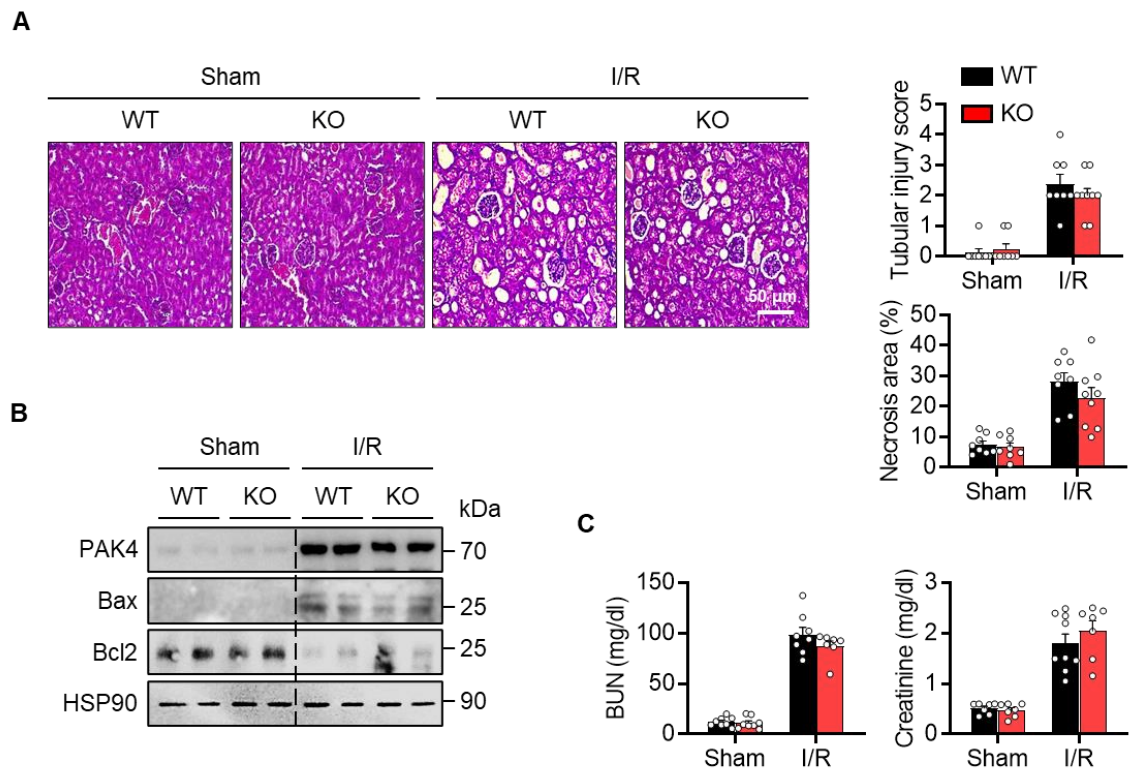 A
Sham
I/R
WT
KO
WT
KO
50 μm
WT
KO
Tubular injury score
5
4
3
2
1
0
Sham
I/R
Necrosis area (%)
50
40
30
20
10
0
Sham
I/R
B
Sham
I/R
WT
KO
WT
KO
kDa
PAK4
70
Bax
25
Bcl2
25
HSP90
90
C
BUN (mg/dl)
150
100
50
0
Sham
I/R
Creatinine (mg/dl)
3
2
1
0
Sham
I/R